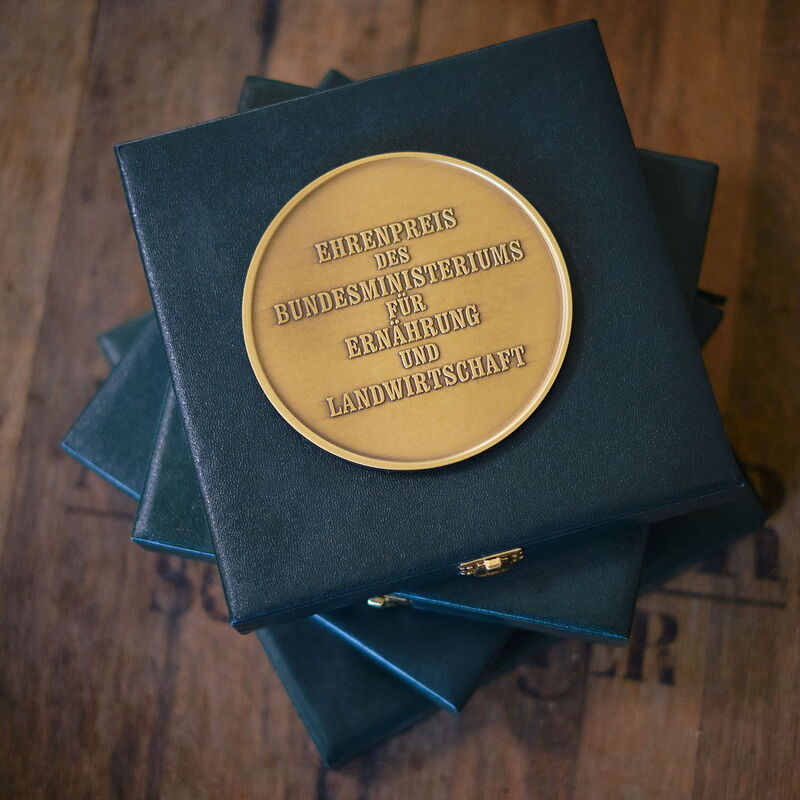 EHRENPREIS
DES
BUNDESMINISTERIUMS
FÜR
ERNÄHRUNG
UND
LANDWIRTSCHAFT